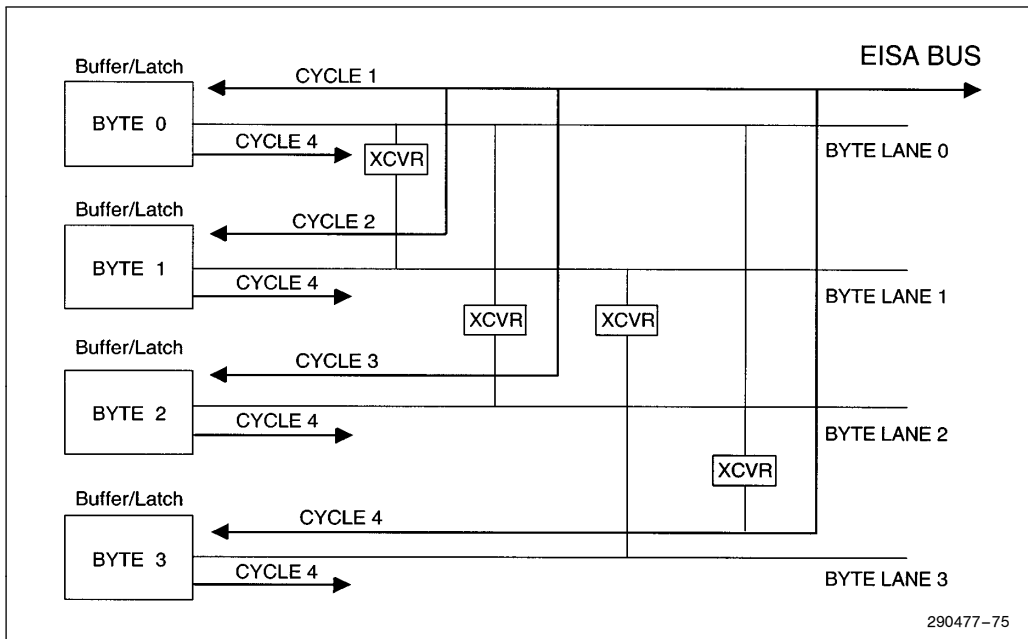 EISA BUS
Buffer/Latch
CYCLE 1
BYTE 0
CYCLE 4
XCVR
BYTE LANE 0
Buffer/Latch
CYCLE 2
BYTE 1
CYCLE 4
XCVR
XCVR
BYTE LANE 1
Buffer/Latch
CYCLE 3
BYTE 2
CYCLE 4
BYTE LANE 2
XCVR
Buffer/Latch
CYCLE 4
BYTE 3
CYCLE 4
BYTE LANE 3
290477–75